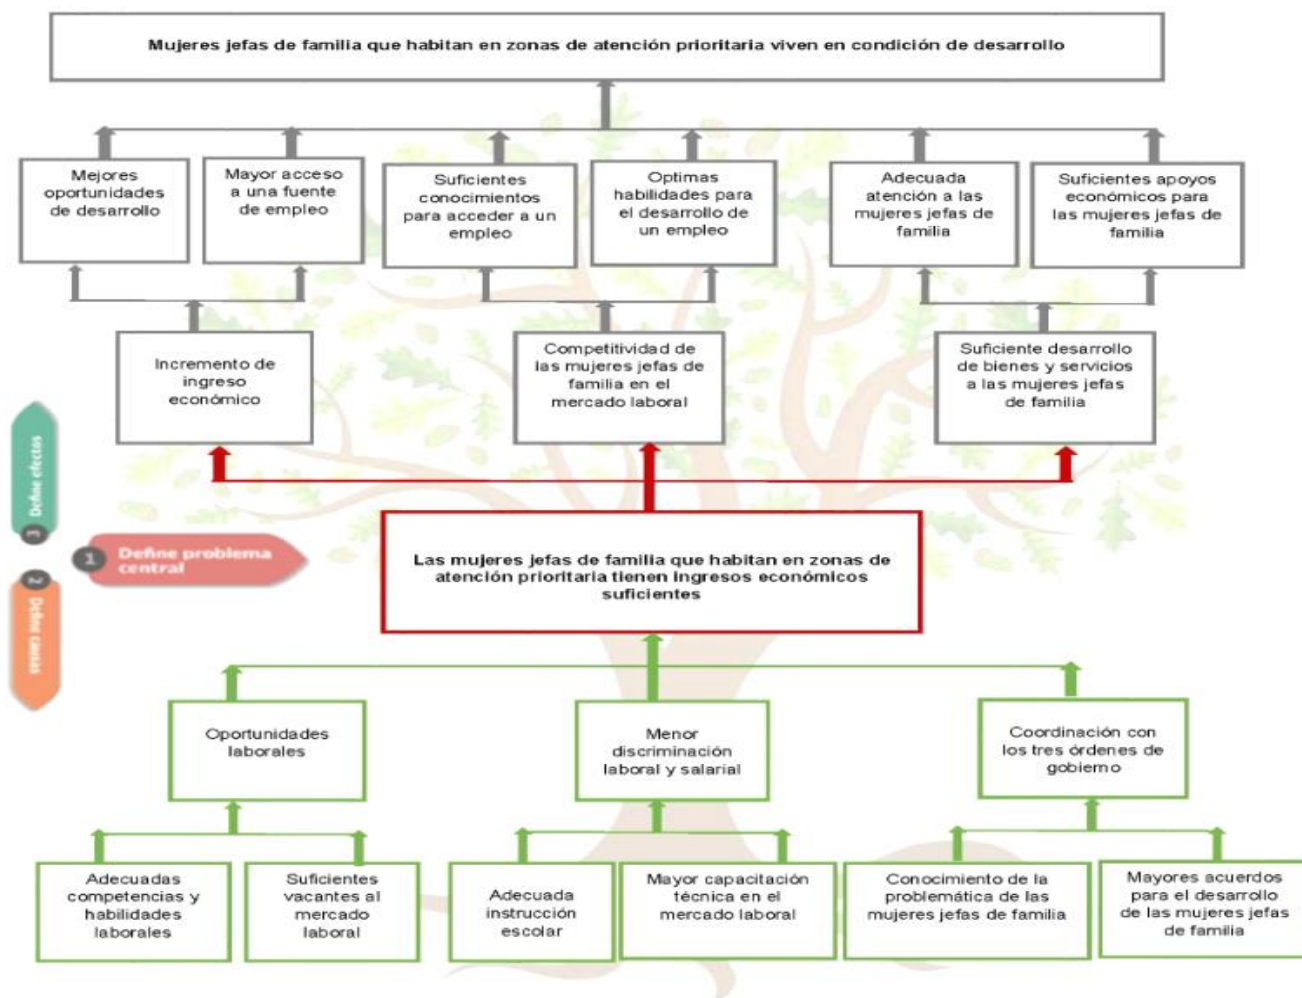 Mujeres jefas de familia que habitan en zonas de atención prioritaria viven en condición de desarrollo
Mejores
oportunidades
de desarrollo
Mayor acceso
a una fuente
de empleo
Suficientes
conocimientos
para acceder a un
empleo
Optimas
habilidades para
el desarrollo de
un empleo
Adecuada
atención a las
mujeres jefas de
familia
Suficientes apoyos
económicos para
las mujeres jefas de
familia
Incremento de
ingreso
económico
Competitividad de
las mujeres jefas de
familia en el
mercado laboral
Suficiente desarrollo
de bienes y servicios
a las mujeres jefas
de familia
3 Define efectos
1 Define problema
central
2 Define causas
Las mujeres jefas de familia que habitan en zonas de
atención prioritaria tienen ingresos económicos
suficientes
Oportunidades
laborales
Menor
discriminación
laboral y salarial
Coordinación con
los tres órdenes de
gobierno
Adecuadas
competencias y
habilidades
laborales
Suficientes
vacantes al
mercado
laboral
Adecuada
instrucción
escolar
Mayor capacitación
técnica en el
mercado laboral
Conocimiento de la
problemática de las
mujeres jefas de familia
Mayores acuerdos
para el desarrollo
de las mujeres jefas
de familia